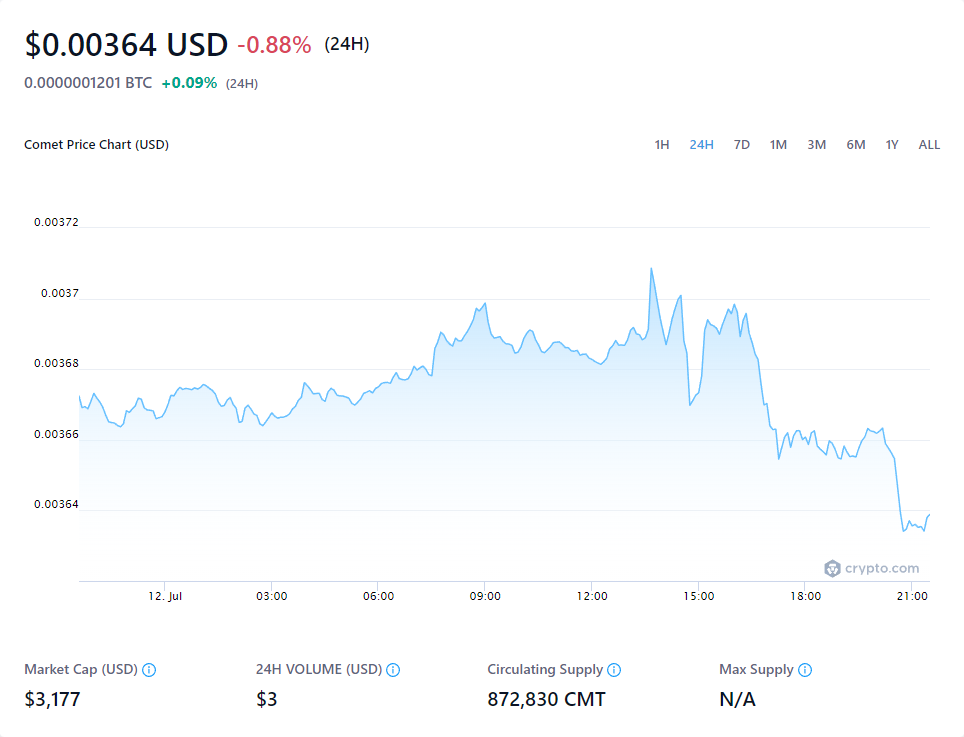 $0.00364 USD -0.88% (24H)
0.0000001201 BTC +0.09% (24H)
Comet Price Chart (USD) 1H 24H 7D 1M 3M 6M 1Y ALL
0.00372
0.0037
0.00368
0.00366
0.00364
crypto.com
12. Jul 03:00 06:00 09:00 12:00 15:00 18:00 21:00
Market Cap (USD) 24H VOLUME (USD) Circulating Supply Max Supply
$3,177 $3 872,830 CMT N/A